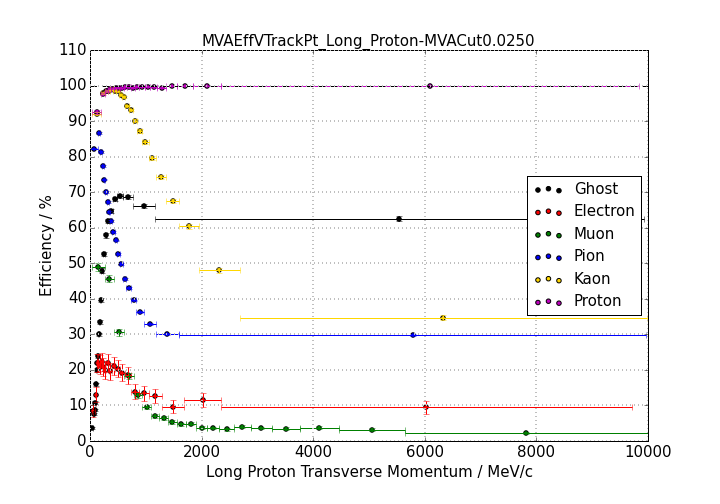 MVAEffVTrackPt_Long_Proton-MVACut0.0250
110
100
90
80
70
60
50
40
30
20
10
0
Efficiency / %
Ghost
Electron
Muon
Pion
Kaon
Proton
0 2000 4000 6000 8000 10000
Long Proton Transverse Momentum / MeV/c